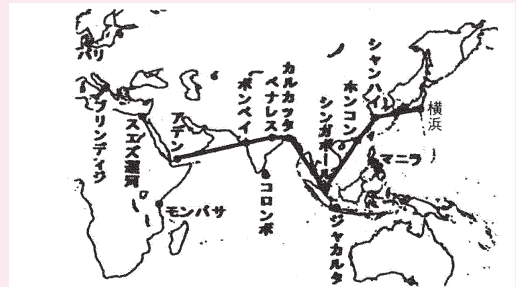 パリ
ブリンディジ
スエズ運河
アデン
モンバサ
ボンベイ
コロンボ
ベナレス
カルカッタ
シンガポール
ジャカルタ
ホンコン
マニラ
シャンハイ
横浜